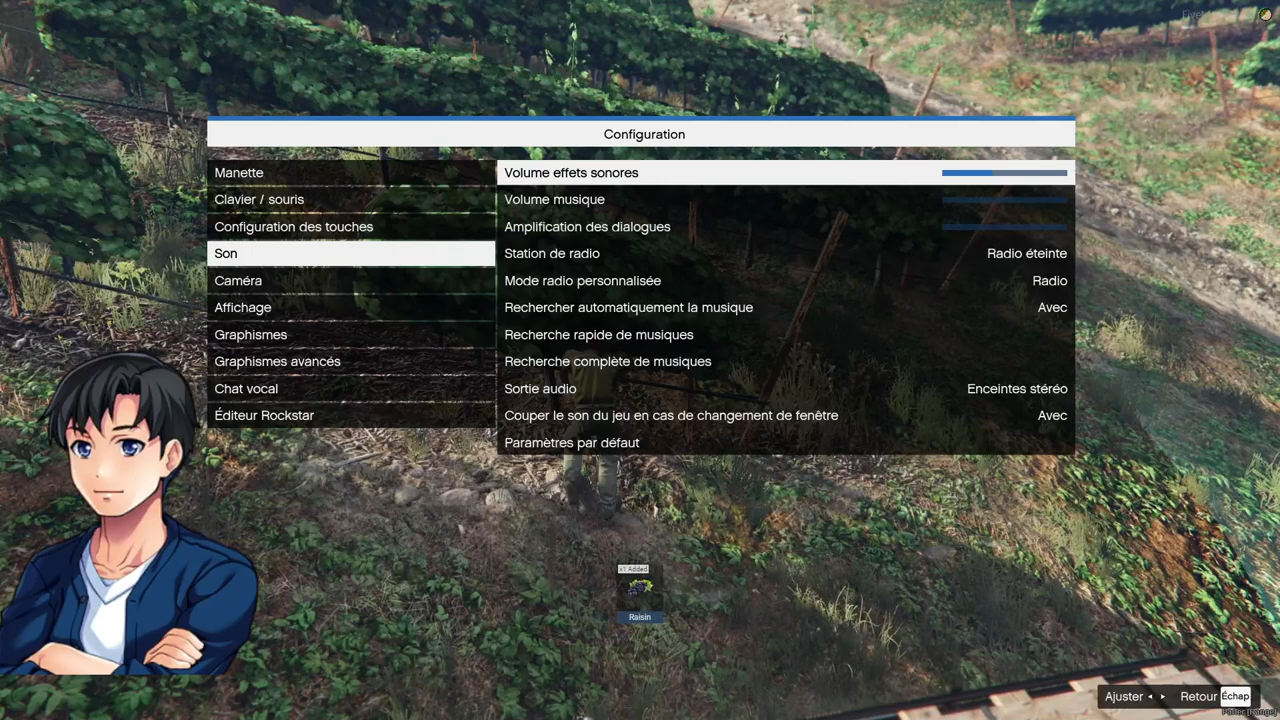 Configuration
Manette
Clavier / souris
Configuration des touches
Son
Caméra
Affichage
Graphismes
Graphismes avancés
Chat vocal
Éditeur Rockstar
Volume effets sonores
Volume musique
Amplification des dialogues
Station de radio Radio éteinte
Mode radio personnalisée Radio
Rechercher automatiquement la musique Avec
Recherche rapide de musiques
Recherche complète de musiques
Sortie audio Enceintes stéréo
Couper le son du jeu en cas de changement de fenêtre Avec
Paramètres par défaut
x1 Added
Raisin
Ajuster Retour Échap